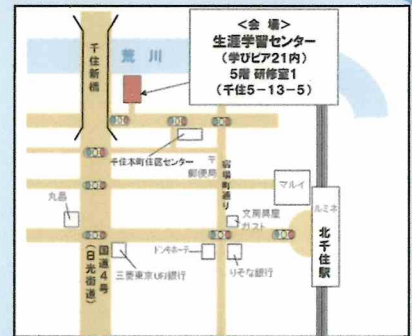 <会 場>
生涯学習センター
(学びピア21内)
5階 研修室1
(千住5-13-5)
千住新橋
荒川
千住本町住区センター
〒
郵便局
宿場町通り
マルイ
ルミネ
北千住駅
丸昌
文房具屋
ガスト
国道4号
(日光街道)
三菱東京UFJ銀行
ドンキホーテ
りそな銀行